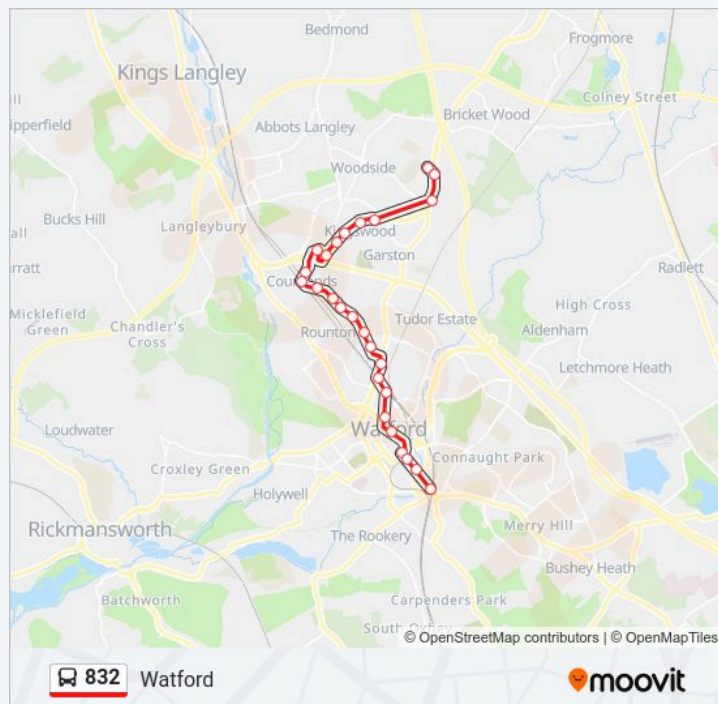 Bedmond
Frogmore
Kings Langley
Colney Street
Bricket Wood
ipperfield
Abbots Langley
Woodside
Bucks Hill
Langleybury
Kingswood
Garston
arratt
Radlett
Courtlands
Micklefield
Green
Chandler's
Cross
High Cross
Tudor Estate
Aldenham
Rounton
Letchmore Heath
Loudwater
Watford
Croxley Green
Connaught Park
Holywell
Rickmansworth
The Rookery
Merry Hill
Bushey Heath
Batchworth
Carpenders Park
South Oxhey
© OpenStreetMap contributors | © OpenMapTiles
832 Watford
moovit